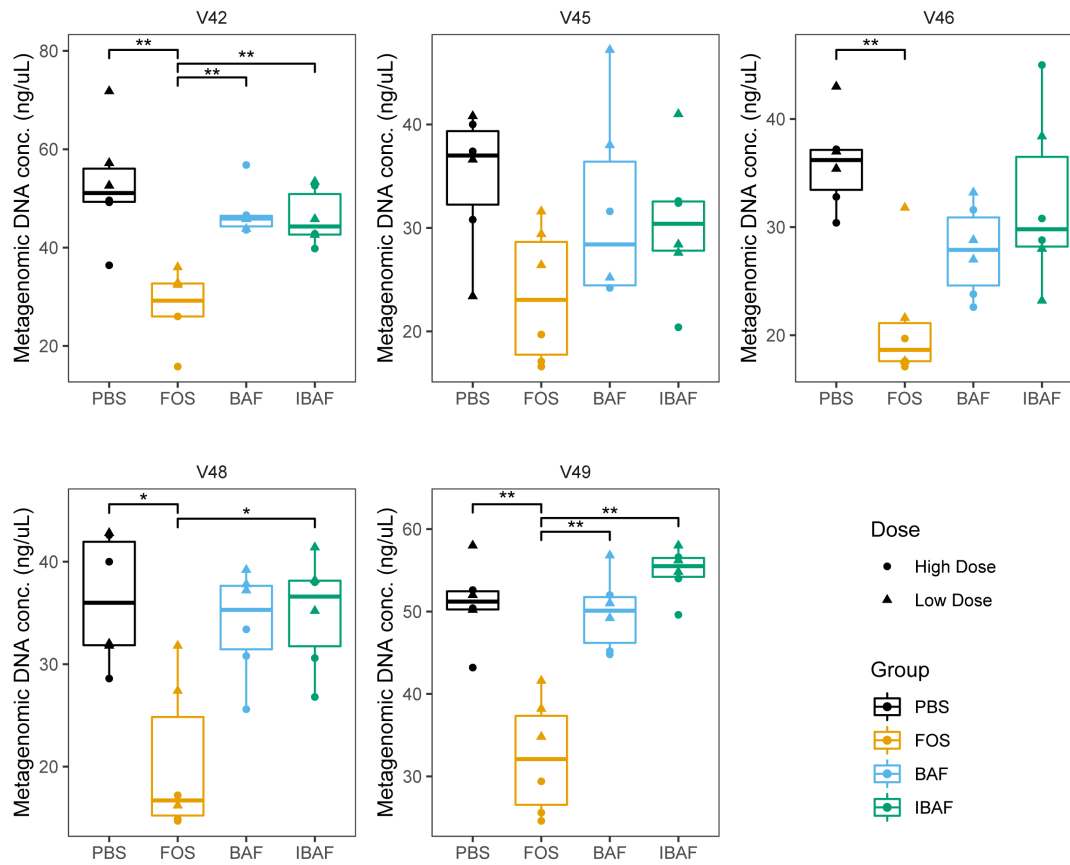 V42
V45
V46
Metagenomic DNA conc. (ng/uL)
80
60
40
20
**
**
**
PBS FOS BAF IBAF
Metagenomic DNA conc. (ng/uL)
40
30
20
PBS FOS BAF IBAF
Metagenomic DNA conc. (ng/uL)
40
30
20
**
PBS FOS BAF IBAF
V48
V49
Metagenomic DNA conc. (ng/uL)
40
30
20
*
*
PBS FOS BAF IBAF
Metagenomic DNA conc. (ng/uL)
60
50
40
30
**
**
**
PBS FOS BAF IBAF
Dose
High Dose
Low Dose
Group
PBS
FOS
BAF
IBAF